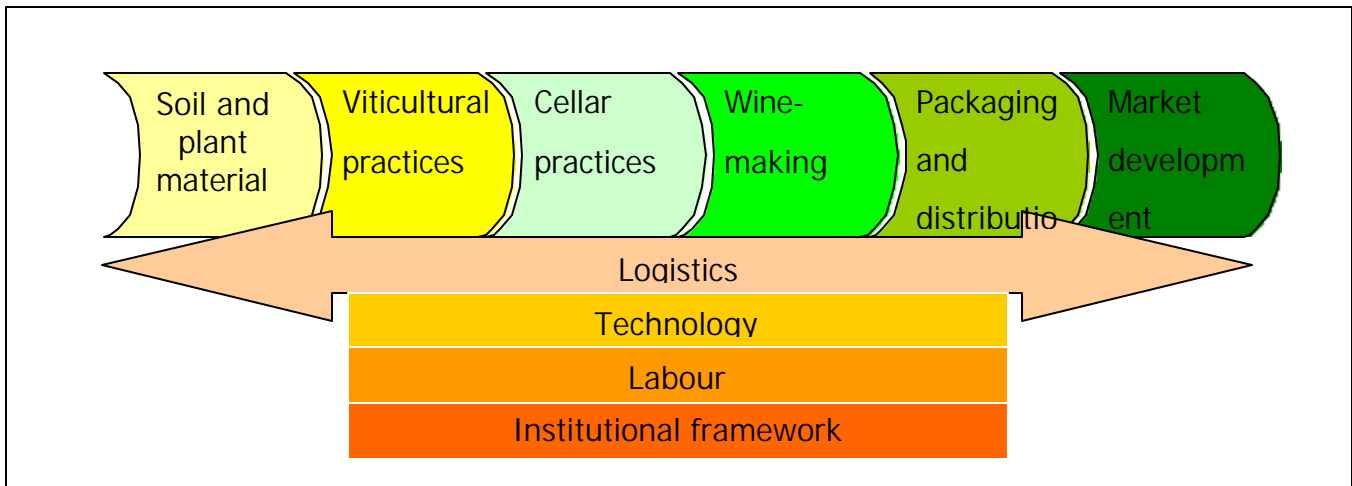 Soil and
plant
material
Viticultural
practices
Cellar
practices
Wine-
making
Packaging
and
distributio
Market
developm
ent
Logistics
Technology
Labour
Institutional framework